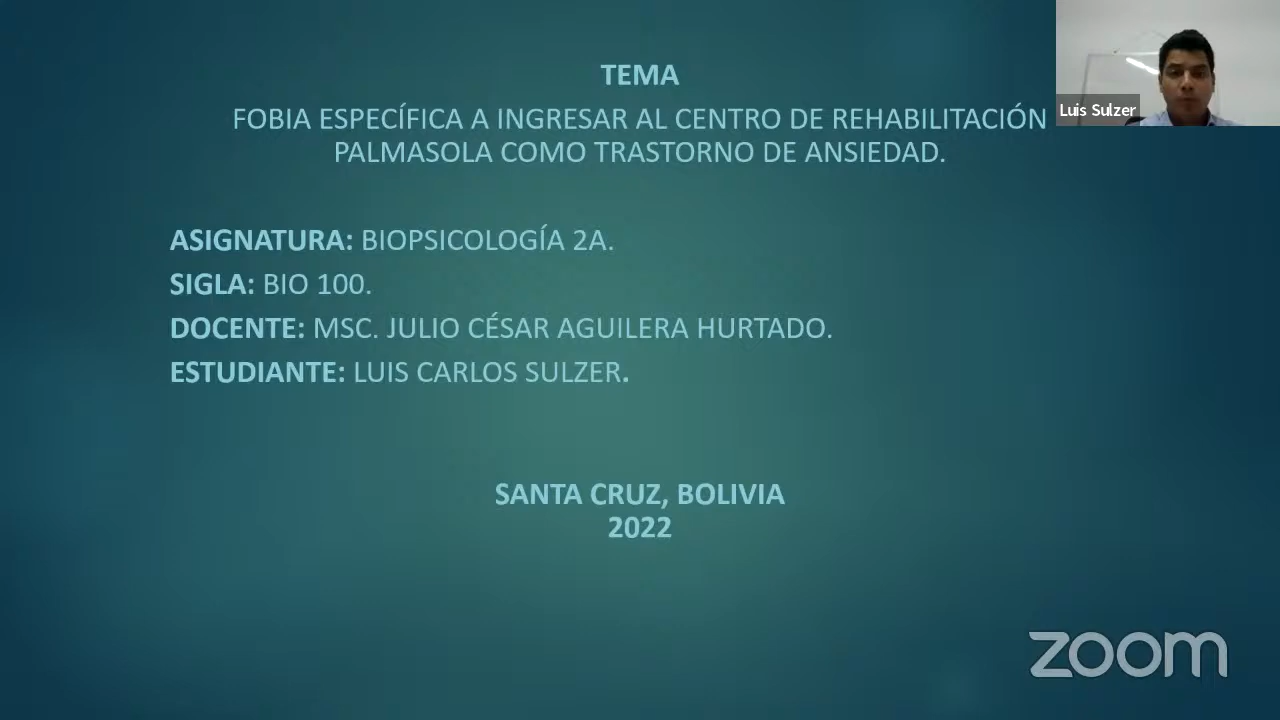 TEMA
FOBIA ESPECÍFICA A INGRESAR AL CENTRO DE REHABILITACIÓN
PALMASOLA COMO TRASTORNO DE ANSIEDAD.
Luis Sulzer
ASIGNATURA: BIOPSICOLOGÍA 2A.
SIGLA: BIO 100.
DOCENTE: MSC. JULIO CÉSAR AGUILERA HURTADO.
ESTUDIANTE: LUIS CARLOS SULZER.
SANTA CRUZ, BOLIVIA
2022
zoom